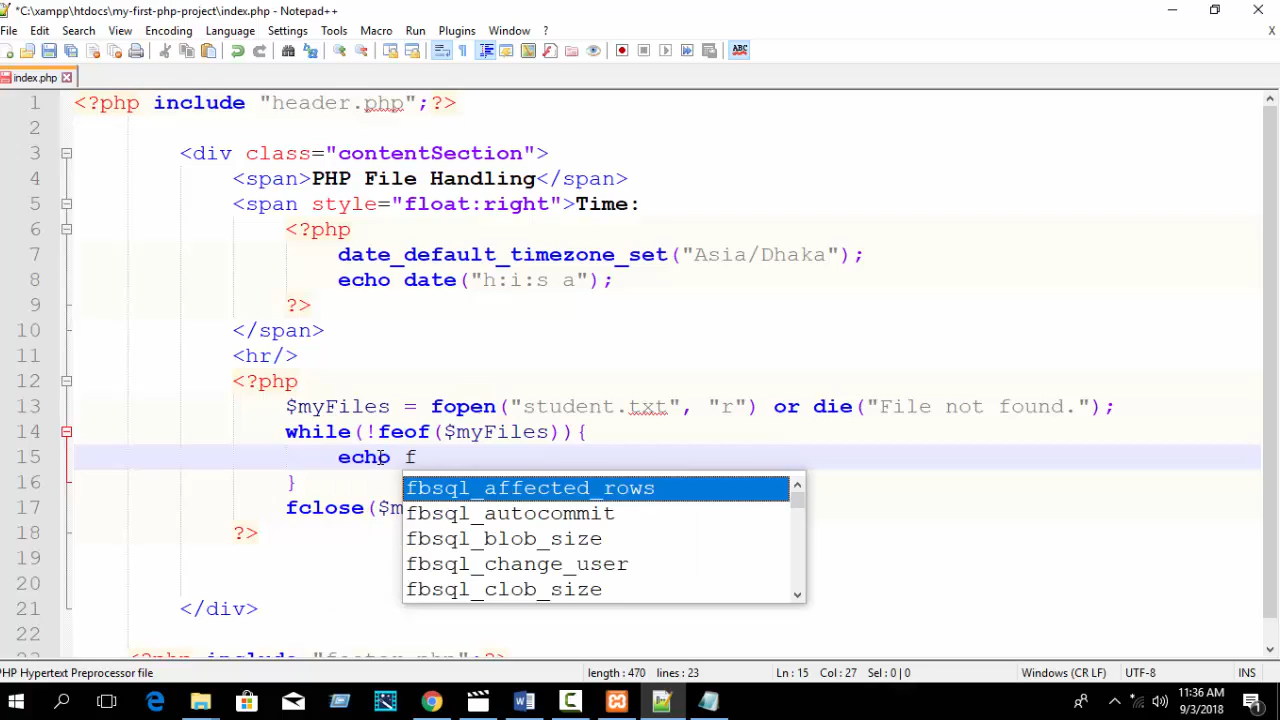 *C:\xampp\htdocs\my-first-php-project\index.php - Notepad++
File Edit Search View Encoding Language Settings Tools Macro Run Plugins Window ? X
index.php
1 <?php include "header.php";?>
2
3 <div class="contentSection">
4 <span>PHP File Handling</span>
5 <span style="float:right">Time:
6 <?php
7 date_default_timezone_set("Asia/Dhaka");
8 echo date("h:i:s a");
9 ?>
10 </span>
11 <hr/>
12 <?php
13 $myFiles = fopen("student.txt", "r") or die("File not found.");
14 while(!feof($myFiles)){
15 echo f
fbsql_affected_rows
fbsql_autocommit
fbsql_blob_size
fbsql_change_user
fbsql_clob_size
16 }
17 fclose($m
18 ?>
19
20
21 </div>
22
<?php include "footer.php";?>
PHP Hypertext Preprocessor file length : 470 lines : 23 Ln : 15 Col : 27 Sel : 0 | 0 Windows (CR LF) UTF-8 INS
11:36 AM
9/3/2018